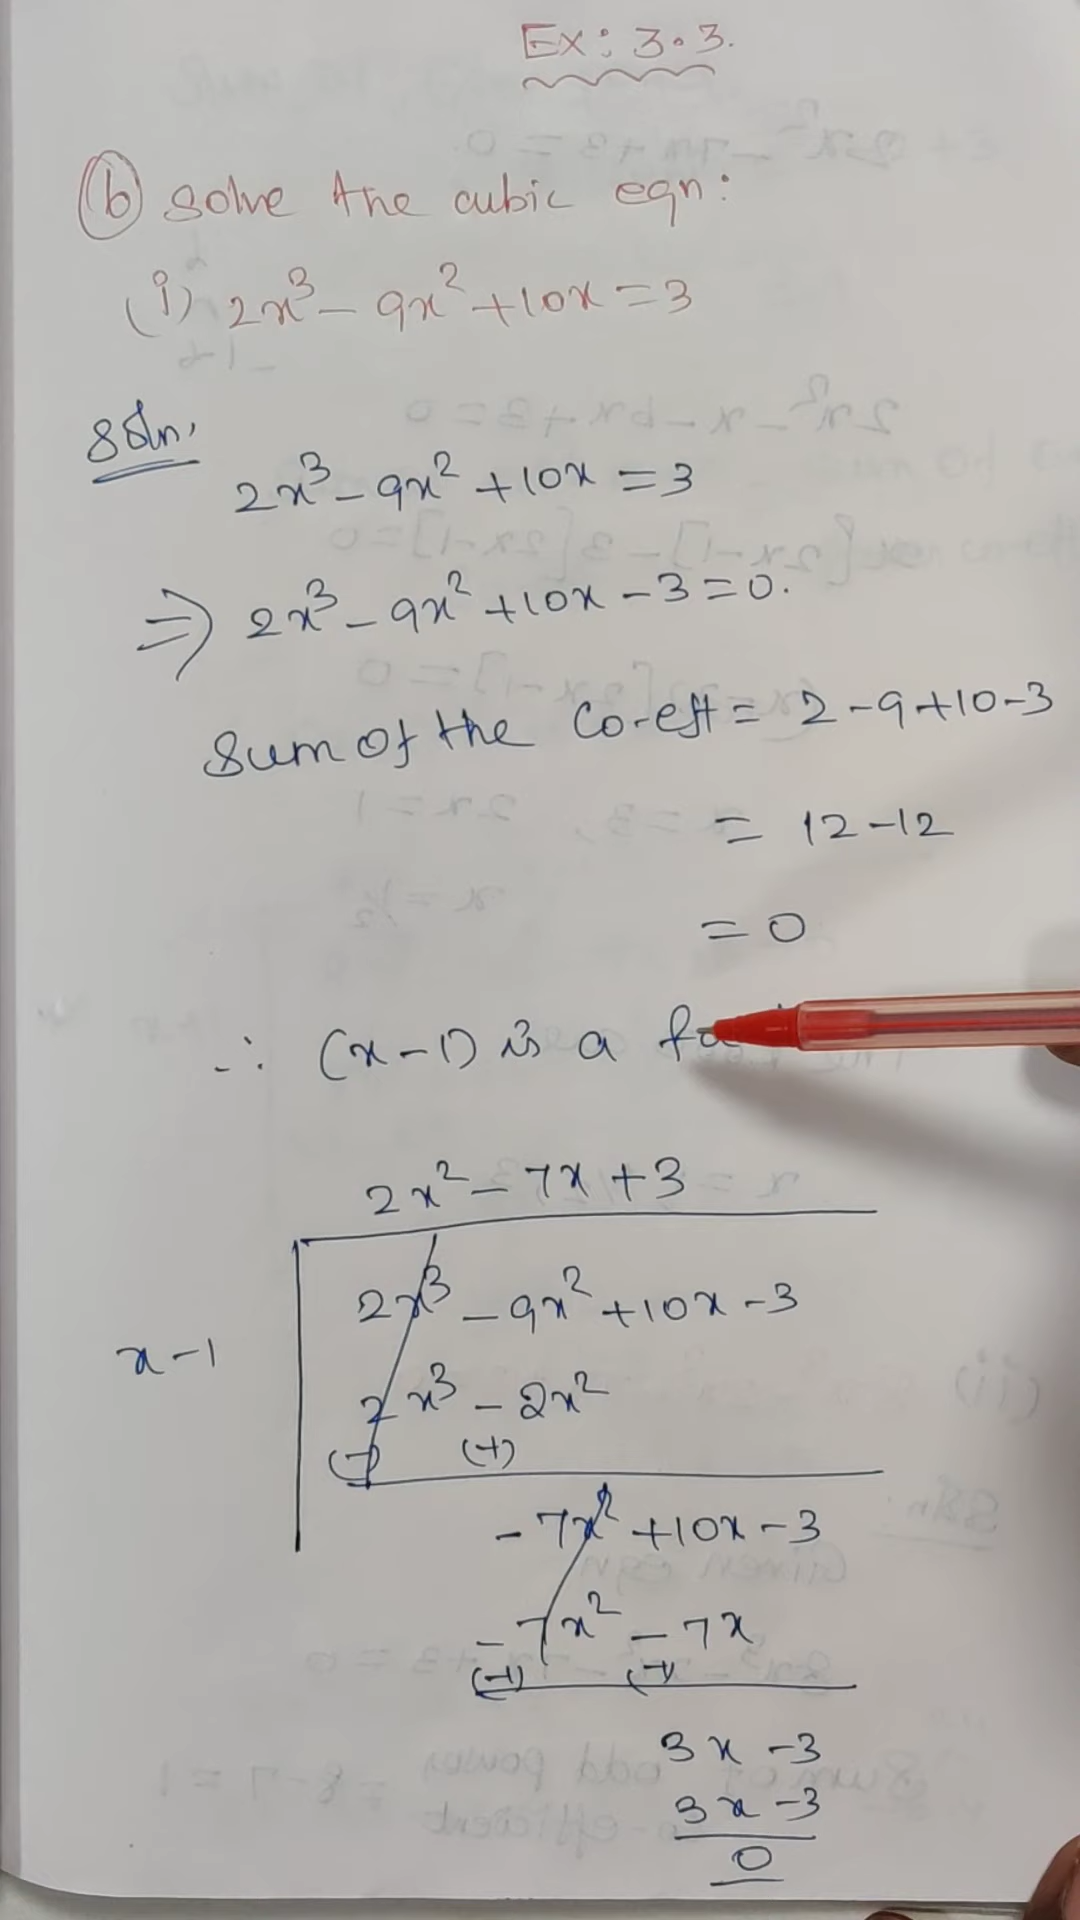 Ex: 3.3.
(b) solve the cubic eqn:
(i) 2x³ - 9x² + 10x = 3
Soln.
2x³ - 9x² + 10x = 3
⇒ 2x³ - 9x² + 10x - 3 = 0.
Sum of the co-eff = 2-9+10-3
= 12-12
= 0
∴ (x-1) is a
2x² - 7x + 3
2x³ - 9x² + 10x - 3
x-1
2x³ - 2x²
(-) (+)
- 7x² + 10x - 3
- 7x² - 7x
(+) (-)
3x - 3
3x - 3
0